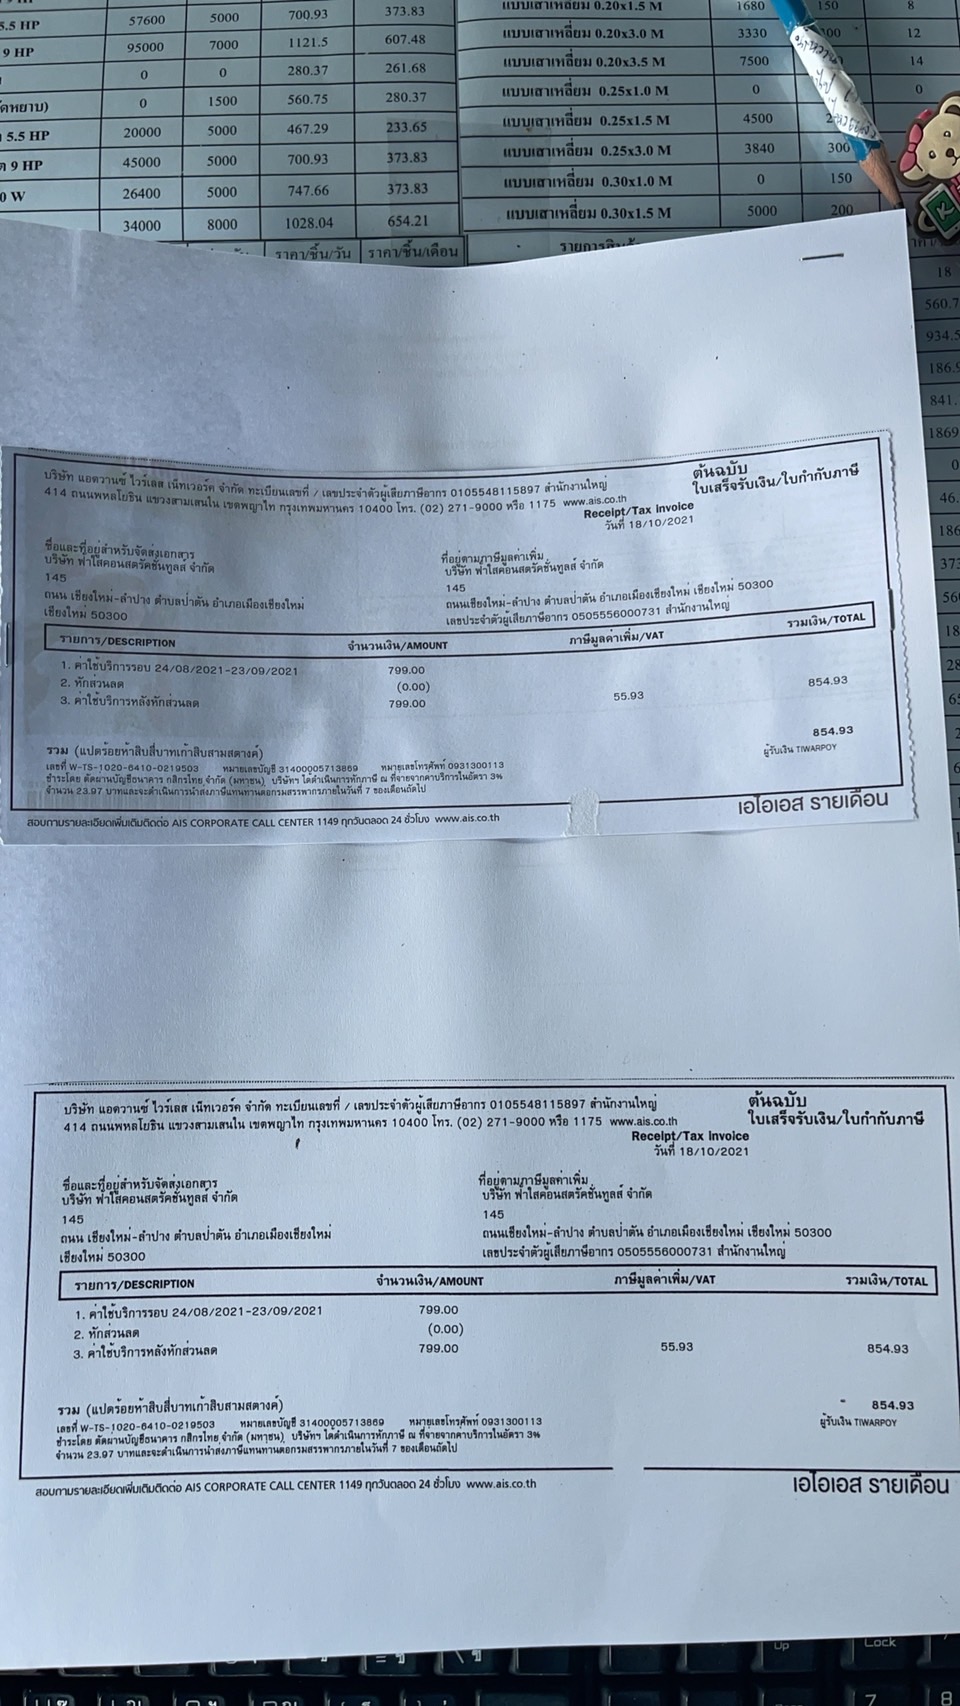 5.5 HP 57600 5000 700.93 373.83
9 HP 95000 7000 1121.5 607.48
0 0 280.37 261.68
0 1500 560.75 280.37
5.5 HP 20000 5000 467.29 233.65
9 HP 45000 5000 700.93 373.83
0 W 26400 5000 747.66 373.83
34000 8000 1028.04 654.21
ราคา/ชิ้น/วัน ราคา/ชิ้น/เดือน
แบบเสาเหลี่ยม 0.20x1.5 M 1680 150 8
แบบเสาเหลี่ยม 0.20x3.0 M 3330 12
แบบเสาเหลี่ยม 0.20x3.5 M 7500 14
แบบเสาเหลี่ยม 0.25x1.0 M 0 0
แบบเสาเหลี่ยม 0.25x1.5 M 4500
แบบเสาเหลี่ยม 0.25x3.0 M 3840 300
แบบเสาเหลี่ยม 0.30x1.0 M 0 150
แบบเสาเหลี่ยม 0.30x1.5 M 5000 200
18
560.7
934.5
186.9
841.
1869
0
46.
186
373
บริษัท แอดวานซ์ ไวร์เลส เน็ทเวอร์ค จำกัด ทะเบียนเลขที่ / เลขประจำตัวผู้เสียภาษีอากร 0105548115897 สำนักงานใหญ่
414 ถนนพหลโยธิน แขวงสามเสนใน เขตพญาไท กรุงเทพมหานคร 10400 โทร. (02) 271-9000 หรือ 1175 www.ais.co.th
ต้นฉบับ
ใบเสร็จรับเงิน/ใบกำกับภาษี
Receipt/Tax Invoice
วันที่ 18/10/2021
ชื่อและที่อยู่สำหรับจัดส่งเอกสาร
บริษัท ฟ้าใสคอนสตรัคชั่นทูลส์ จำกัด
145
ถนน เชียงใหม่-ลำปาง ตำบลป่าตัน อำเภอเมืองเชียงใหม่
เชียงใหม่ 50300
ที่อยู่ตามภาษีมูลค่าเพิ่ม
บริษัท ฟ้าใสคอนสตรัคชั่นทูลส์ จำกัด
145
ถนนเชียงใหม่-ลำปาง ตำบลป่าตัน อำเภอเมืองเชียงใหม่ เชียงใหม่ 50300
เลขประจำตัวผู้เสียภาษีอากร 0505556000731 สำนักงานใหญ่
รายการ/DESCRIPTION จำนวนเงิน/AMOUNT ภาษีมูลค่าเพิ่ม/VAT รวมเงิน/TOTAL
1. ค่าใช้บริการรอบ 24/08/2021-23/09/2021 799.00
2. หักส่วนลด (0.00)
3. ค่าใช้บริการหลังหักส่วนลด 799.00 55.93 854.93
รวม (แปดร้อยห้าสิบสี่บาทเก้าสิบสามสตางค์) 854.93
เลขที่ W-TS-1020-6410-0219503 หมายเลขบัญชี 31400005713869 หมายเลขโทรศัพท์ 0931300113
ผู้รับเงิน TIWARPOY
ชำระโดย ตัดผ่านบัญชีธนาคาร กสิกรไทย จำกัด (มหาชน) บริษัทฯ ได้ดำเนินการหักภาษี ณ ที่จ่ายจากค่าบริการในอัตรา 3%
จำนวน 23.97 บาทและจะดำเนินการนำส่งภาษีแทนท่านต่อกรมสรรพากรภายในวันที่ 7 ของเดือนถัดไป
สอบถามรายละเอียดเพิ่มเติมติดต่อ AIS CORPORATE CALL CENTER 1149 ทุกวันตลอด 24 ชั่วโมง www.ais.co.th
เอไอเอส รายเดือน
บริษัท แอดวานซ์ ไวร์เลส เน็ทเวอร์ค จำกัด ทะเบียนเลขที่ / เลขประจำตัวผู้เสียภาษีอากร 0105548115897 สำนักงานใหญ่
414 ถนนพหลโยธิน แขวงสามเสนใน เขตพญาไท กรุงเทพมหานคร 10400 โทร. (02) 271-9000 หรือ 1175 www.ais.co.th
ต้นฉบับ
ใบเสร็จรับเงิน/ใบกำกับภาษี
Receipt/Tax Invoice
วันที่ 18/10/2021
ชื่อและที่อยู่สำหรับจัดส่งเอกสาร
บริษัท ฟ้าใสคอนสตรัคชั่นทูลส์ จำกัด
145
ถนน เชียงใหม่-ลำปาง ตำบลป่าตัน อำเภอเมืองเชียงใหม่
เชียงใหม่ 50300
ที่อยู่ตามภาษีมูลค่าเพิ่ม
บริษัท ฟ้าใสคอนสตรัคชั่นทูลส์ จำกัด
145
ถนนเชียงใหม่-ลำปาง ตำบลป่าตัน อำเภอเมืองเชียงใหม่ เชียงใหม่ 50300
เลขประจำตัวผู้เสียภาษีอากร 0505556000731 สำนักงานใหญ่
รายการ/DESCRIPTION จำนวนเงิน/AMOUNT ภาษีมูลค่าเพิ่ม/VAT รวมเงิน/TOTAL
1. ค่าใช้บริการรอบ 24/08/2021-23/09/2021 799.00
2. หักส่วนลด (0.00)
3. ค่าใช้บริการหลังหักส่วนลด 799.00 55.93 854.93
รวม (แปดร้อยห้าสิบสี่บาทเก้าสิบสามสตางค์) 854.93
เลขที่ W-TS-1020-6410-0219503 หมายเลขบัญชี 31400005713869 หมายเลขโทรศัพท์ 0931300113
ผู้รับเงิน TIWARPOY
ชำระโดย ตัดผ่านบัญชีธนาคาร กสิกรไทย จำกัด (มหาชน) บริษัทฯ ได้ดำเนินการหักภาษี ณ ที่จ่ายจากค่าบริการในอัตรา 3%
จำนวน 23.97 บาทและจะดำเนินการนำส่งภาษีแทนท่านต่อกรมสรรพากรภายในวันที่ 7 ของเดือนถัดไป
สอบถามรายละเอียดเพิ่มเติมติดต่อ AIS CORPORATE CALL CENTER 1149 ทุกวันตลอด 24 ชั่วโมง www.ais.co.th
เอไอเอส รายเดือน
Up Lock
7 8